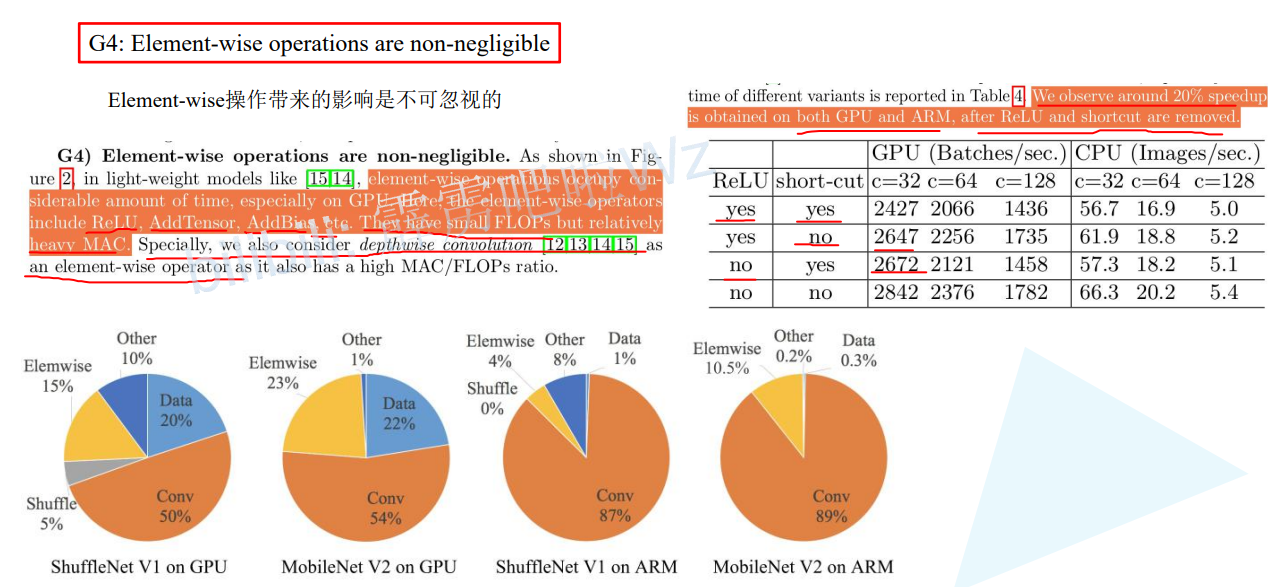 G4: Element-wise operations are non-negligible
Element-wise操作带来的影响是不可忽视的
G4) Element-wise operations are non-negligible. As shown in Fig-
ure 2, in light-weight models like [15,14], element-wise operations occupy con-
siderable amount of time, especially on GPU. Here, the element-wise operators
include ReLU, AddTensor, AddBias, etc. They have small FLOPs but relatively
heavy MAC. Specially, we also consider depthwise convolution [12,13,14,15] as
an element-wise operator as it also has a high MAC/FLOPs ratio.
time of different variants is reported in Table 4. We observe around 20% speedup
is obtained on both GPU and ARM, after ReLU and shortcut are removed.
GPU (Batches/sec.) CPU (Images/sec.)
ReLU short-cut c=32 c=64 c=128 c=32 c=64 c=128
yes yes 2427 2066 1436 56.7 16.9 5.0
yes no 2647 2256 1735 61.9 18.8 5.2
no yes 2672 2121 1458 57.3 18.2 5.1
no no 2842 2376 1782 66.3 20.2 5.4
Other
10%
Elemwise
15%
Data
20%
Conv
50%
Shuffle
5%
ShuffleNet V1 on GPU
Other
1%
Elemwise
23%
Data
22%
Conv
54%
MobileNet V2 on GPU
Elemwise
4%
Other
8%
Data
1%
Shuffle
0%
Conv
87%
ShuffleNet V1 on ARM
Other
0.2%
Data
0.3%
Elemwise
10.5%
Conv
89%
MobileNet V2 on ARM